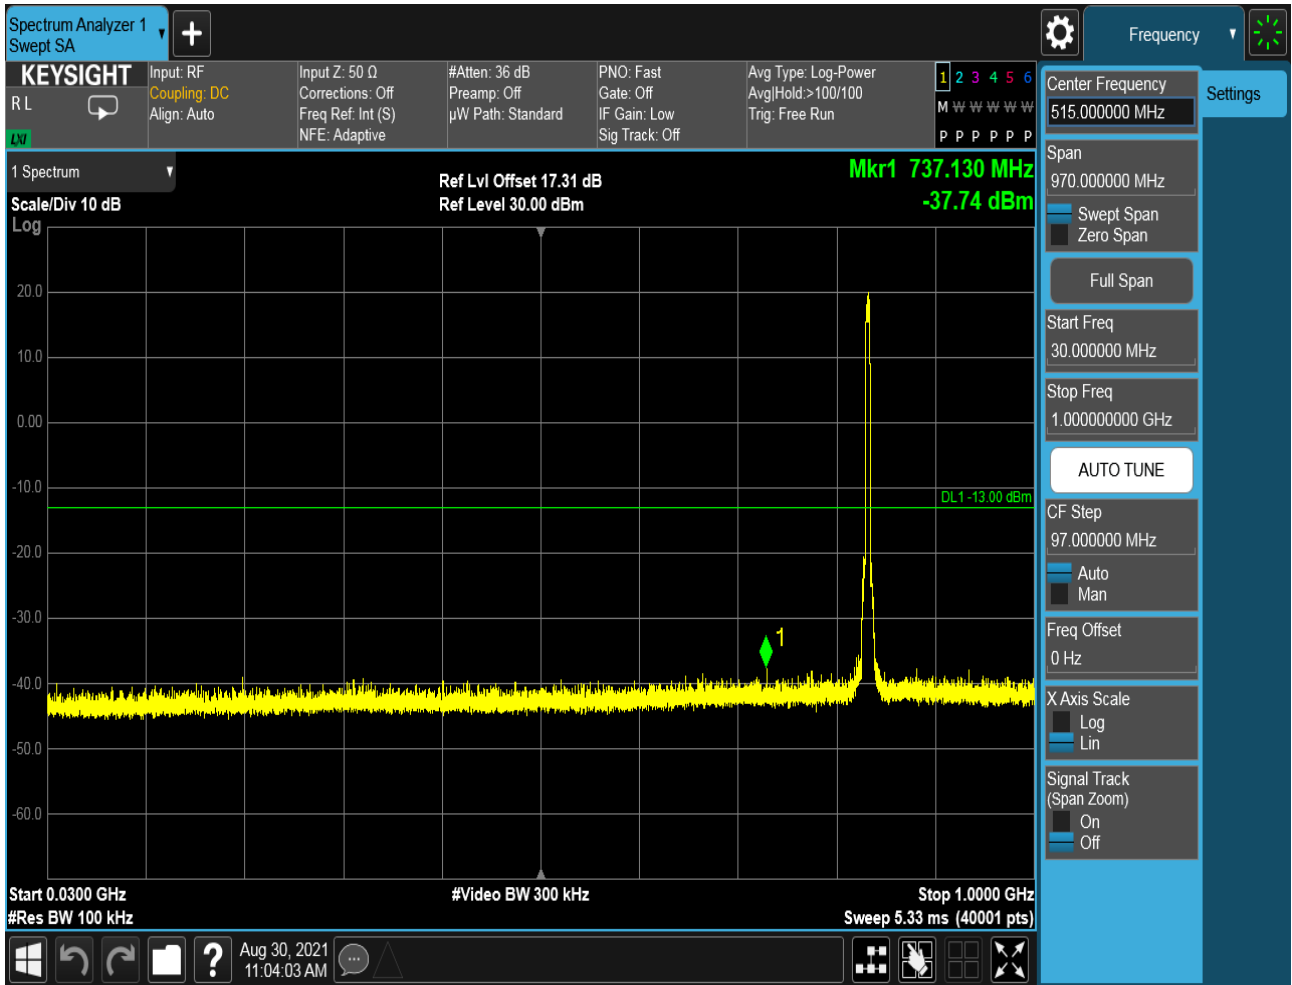 Spectrum Analyzer 1
Swept SA
Frequency
KEYSIGHT
R L
LXI
Input: RF
Coupling: DC
Align: Auto
Input Z: 50 Ω
Corrections: Off
Freq Ref: Int (S)
NFE: Adaptive
#Atten: 36 dB
Preamp: Off
µW Path: Standard
PNO: Fast
Gate: Off
IF Gain: Low
Sig Track: Off
Avg Type: Log-Power
Avg|Hold:>100/100
Trig: Free Run
1 2 3 4 5 6
M W W W W W
P P P P P P
1 Spectrum
Scale/Div 10 dB
Log
Ref Lvl Offset 17.31 dB
Ref Level 30.00 dBm
Mkr1 737.130 MHz
-37.74 dBm
20.0
10.0
0.00
-10.0
-20.0
-30.0
-40.0
-50.0
-60.0
DL1 -13.00 dBm
1
Start 0.0300 GHz
#Res BW 100 kHz
#Video BW 300 kHz
Stop 1.0000 GHz
Sweep 5.33 ms (40001 pts)
Center Frequency
515.000000 MHz
Span
970.000000 MHz
Swept Span
Zero Span
Full Span
Start Freq
30.000000 MHz
Stop Freq
1.000000000 GHz
AUTO TUNE
CF Step
97.000000 MHz
Auto
Man
Freq Offset
0 Hz
X Axis Scale
Log
Lin
Signal Track
(Span Zoom)
On
Off
Settings
?
Aug 30, 2021
11:04:03 AM